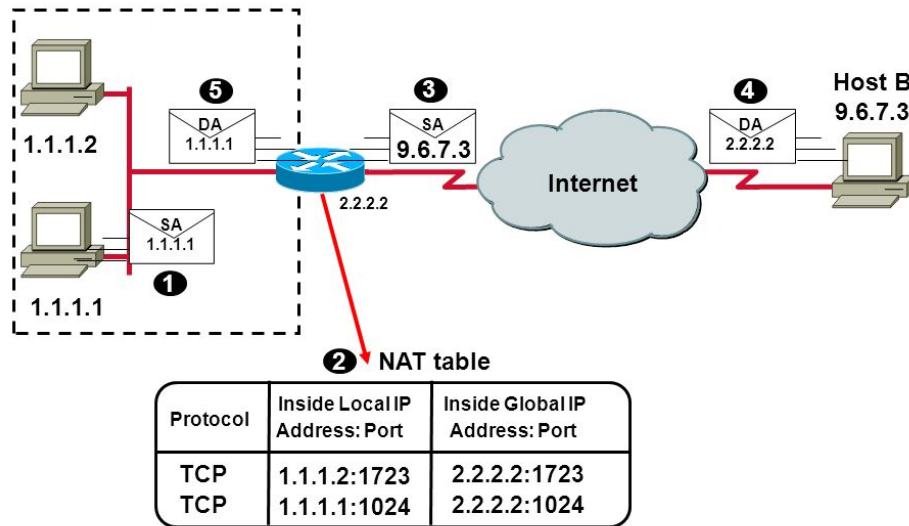 5
DA
1.1.1.1
3
SA
9.6.7.3
4
DA
2.2.2.2
Host B
9.6.7.3
1.1.1.2
Internet
2.2.2.2
SA
1.1.1.1
1
1.1.1.1
2 NAT table
Protocol
Inside Local IP
Address: Port
Inside Global IP
Address: Port
TCP 1.1.1.2:1723 2.2.2.2:1723
TCP 1.1.1.1:1024 2.2.2.2:1024